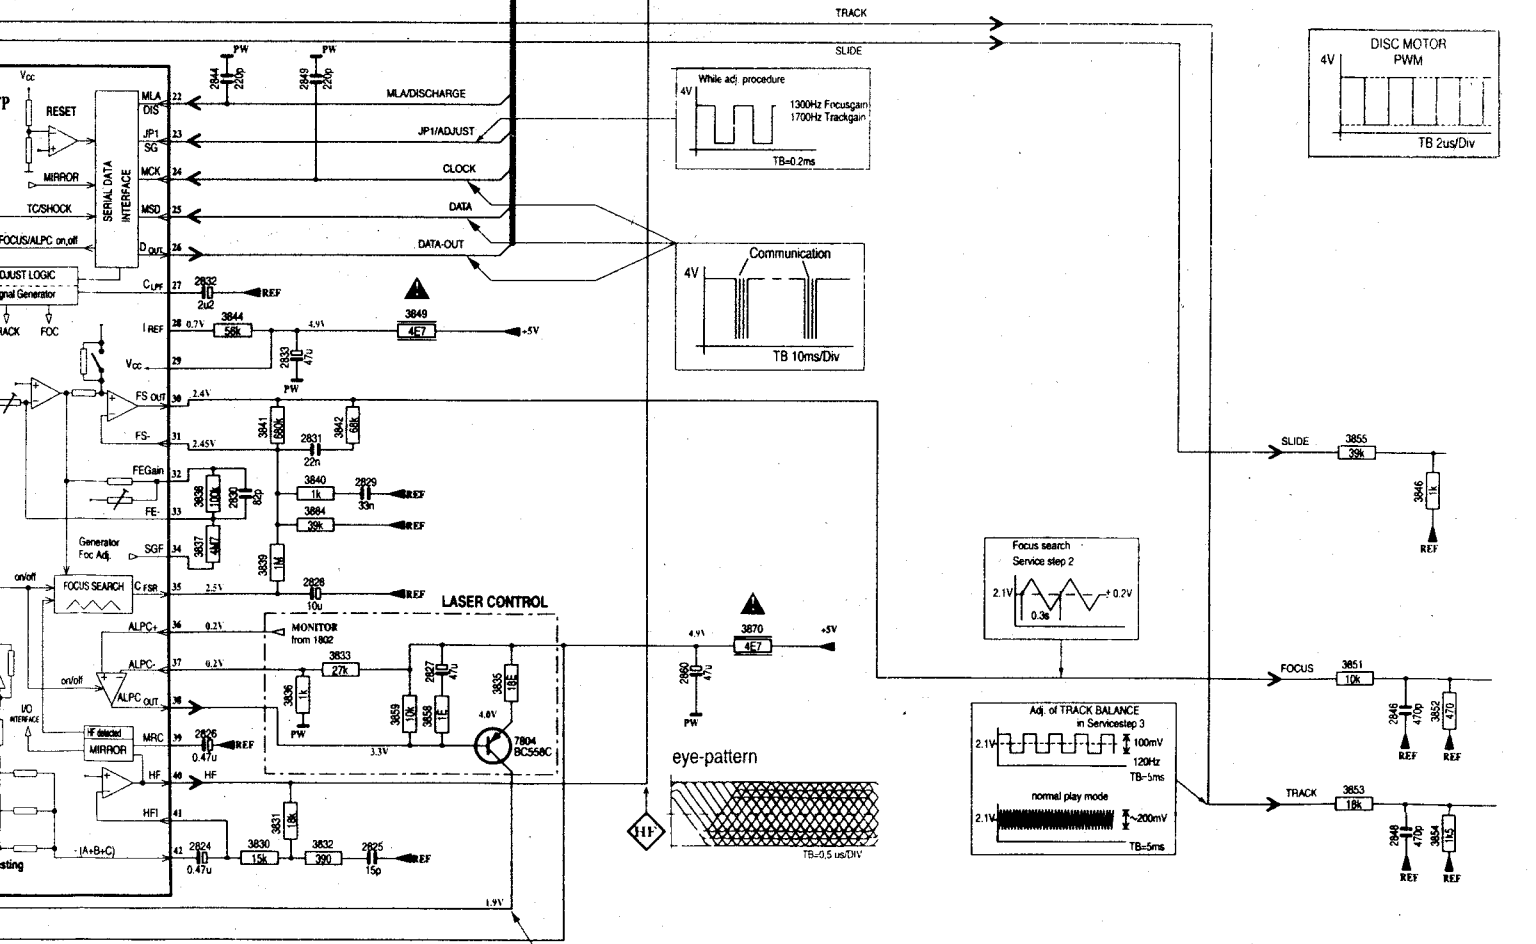 TRACK
SLIDE
DISC MOTOR
PWM
4V
TB 2us/Div
While adj. procedure
4V
1300Hz Focusgain
1700Hz Trackgain
TB=0.2ms
Communication
4V
TB 10ms/Div
Vcc
RESET
MIRROR
TC/SHOCK
FOCUS/ALPC on,off
SERIAL DATA
INTERFACE
MLA
DIS
22
JP1
SG
23
MCK
24
MSD
25
D OUT
26
PW
PW
2844
220p
2849
220p
MLA/DISCHARGE
JP1/ADJUST
CLOCK
DATA
DATA-OUT
DJUST LOGIC
gnal Generator
RACK
FOC
C LPF
27
2832
2u2
REF
I REF
28
0.7V
3844
56k
4.9V
3849
4E7
+5V
2833
47u
PW
Vcc
29
FS OUT
30
2.4V
3841
680k
3842
68k
FS-
31
2.45V
2831
22n
FEGain
32
3838
100k
2830
82p
3840
1k
2829
33n
REF
FE-
33
3884
39k
REF
Generator
Foc Adj.
SGF
34
3837
4M7
3839
1M
on/off
FOCUS SEARCH
C FSR
35
2.5V
2828
10u
REF
LASER CONTROL
ALPC+
36
0.2V
MONITOR
from 1802
ALPC-
37
0.2V
3833
27k
2827
47u
3835
18E
on/off
ALPC OUT
38
3836
1k
PW
3859
10k
3858
1E
4.0V
3.3V
7804
BC558C
I/O
INTERFACE
HF detected
MIRROR
MRC
39
2826
0.47u
REF
HF
40
HF
HFI
41
3831
18k
-(A+B+C)
42
2824
0.47u
3830
15k
3832
390
2825
15p
REF
esting
1.9V
4.9V
3870
4E7
+5V
2860
47u
PW
eye-pattern
HF
TB=0,5 us/DIV
Focus search
Service step 2
2.1V
± 0.2V
0.3s
Adj. of TRACK BALANCE
in Servicestep 3
2.1V
100mV
120Hz
TB=5ms
normal play mode
2.1V
~200mV
TB=5ms
SLIDE
3855
39k
3846
1k
REF
FOCUS
3851
10k
2846
470p
3852
470
REF
REF
TRACK
3853
18k
2848
470p
3854
1k5
REF
REF